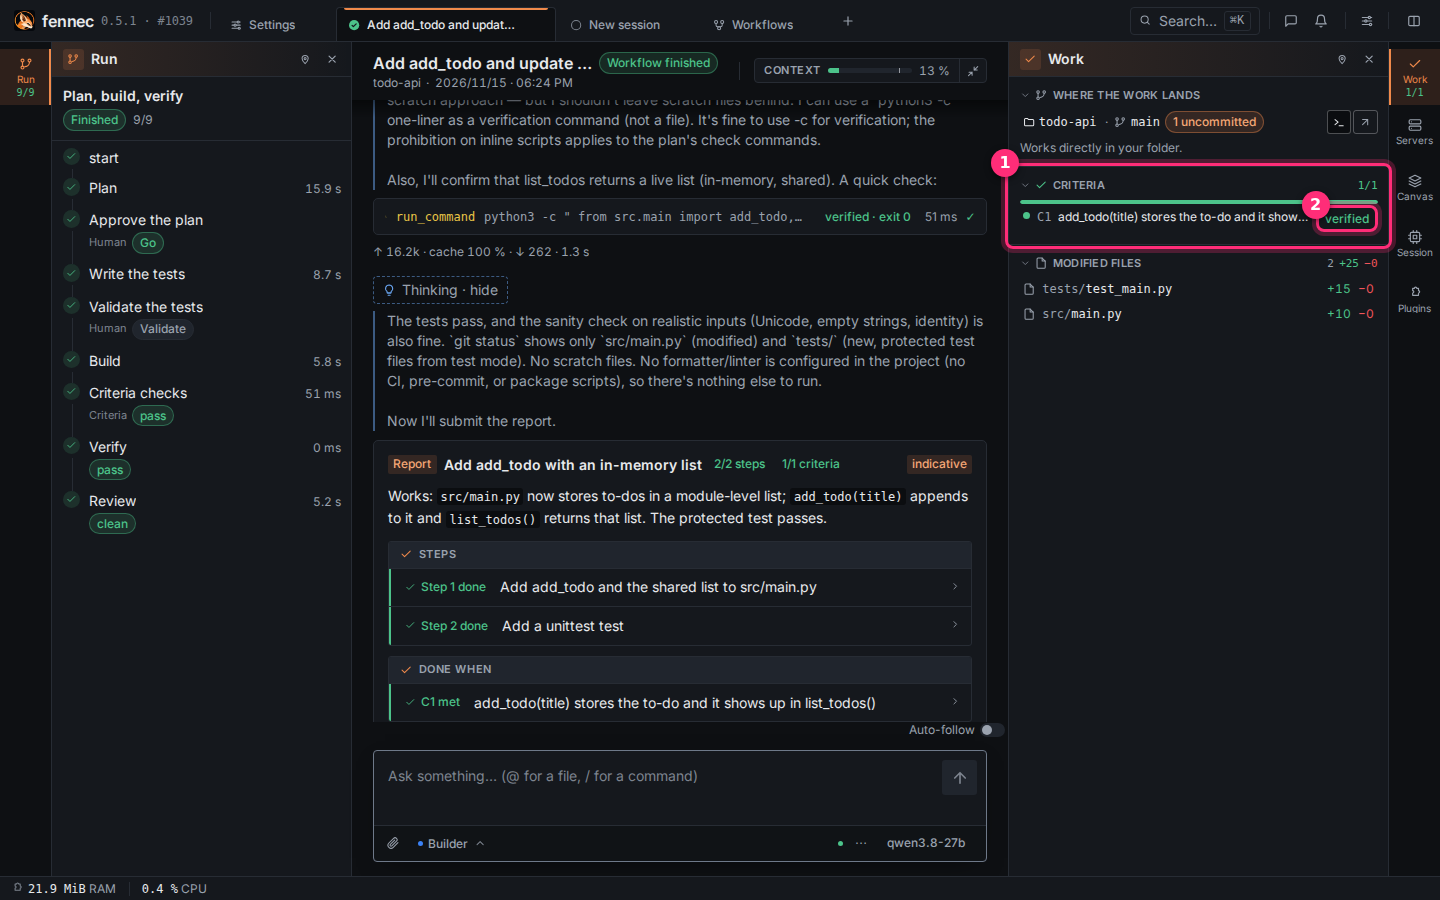 fennec 0.5.1 · #1039
Settings
Add add_todo and updat...
New session
Workflows
Search... ⌘K
Run
9/9
Run
Plan, build, verify
Finished 9/9
start
Plan 15.9 s
Approve the plan
Human Go
Write the tests 8.7 s
Validate the tests
Human Validate
Build 5.8 s
Criteria checks 51 ms
Criteria pass
Verify 0 ms
pass
Review 5.2 s
clean
Add add_todo and update ... Workflow finished
todo-api · 2026/11/15 · 06:24 PM
CONTEXT 13 %
scratch approach — but I shouldn't leave scratch files behind. I can use a `python3 -c`
one-liner as a verification command (not a file). It's fine to use -c for verification; the
prohibition on inline scripts applies to the plan's check commands.
Also, I'll confirm that list_todos returns a live list (in-memory, shared). A quick check:
run_command python3 -c " from src.main import add_todo,… verified · exit 0 51 ms ✓
↑ 16.2k · cache 100 % · ↓ 262 · 1.3 s
Thinking · hide
The tests pass, and the sanity check on realistic inputs (Unicode, empty strings, identity) is
also fine. `git status` shows only `src/main.py` (modified) and `tests/` (new, protected test
files from test mode). No scratch files. No formatter/linter is configured in the project (no
CI, pre-commit, or package scripts), so there's nothing else to run.
Now I'll submit the report.
Report Add add_todo with an in-memory list 2/2 steps 1/1 criteria indicative
Works: src/main.py now stores to-dos in a module-level list; add_todo(title) appends
to it and list_todos() returns that list. The protected test passes.
STEPS
Step 1 done Add add_todo and the shared list to src/main.py
Step 2 done Add a unittest test
DONE WHEN
C1 met add_todo(title) stores the to-do and it shows up in list_todos()
Auto-follow
Ask something... (@ for a file, / for a command)
Builder
··· qwen3.8-27b
Work
WHERE THE WORK LANDS
todo-api · main 1 uncommitted
Works directly in your folder.
1
CRITERIA 1/1
2
C1 add_todo(title) stores the to-do and it show... verified
MODIFIED FILES 2 +25 −0
tests/test_main.py +15 −0
src/main.py +10 −0
Work
1/1
Servers
Canvas
Session
Plugins
21.9 MiB RAM 0.4 % CPU